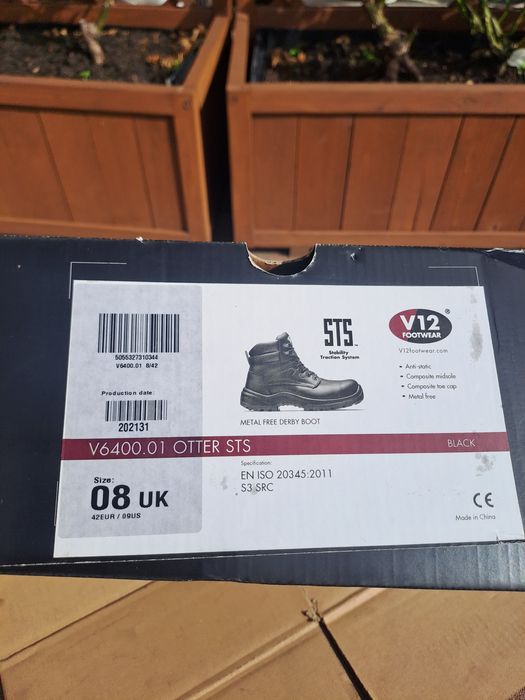 5055327310344
V6400.01 8/42
Production date:
202131
STS™
Stability
Traction System
V12®
FOOTWEAR
V12footwear.com
• Anti-static
• Composite midsole
• Composite toe cap
• Metal free
METAL FREE DERBY BOOT
V6400.01 OTTER STS
BLACK
Size:
08 UK
42EUR / 09US
Specification:
EN ISO 20345:2011
S3 SRC
CE
Made in China